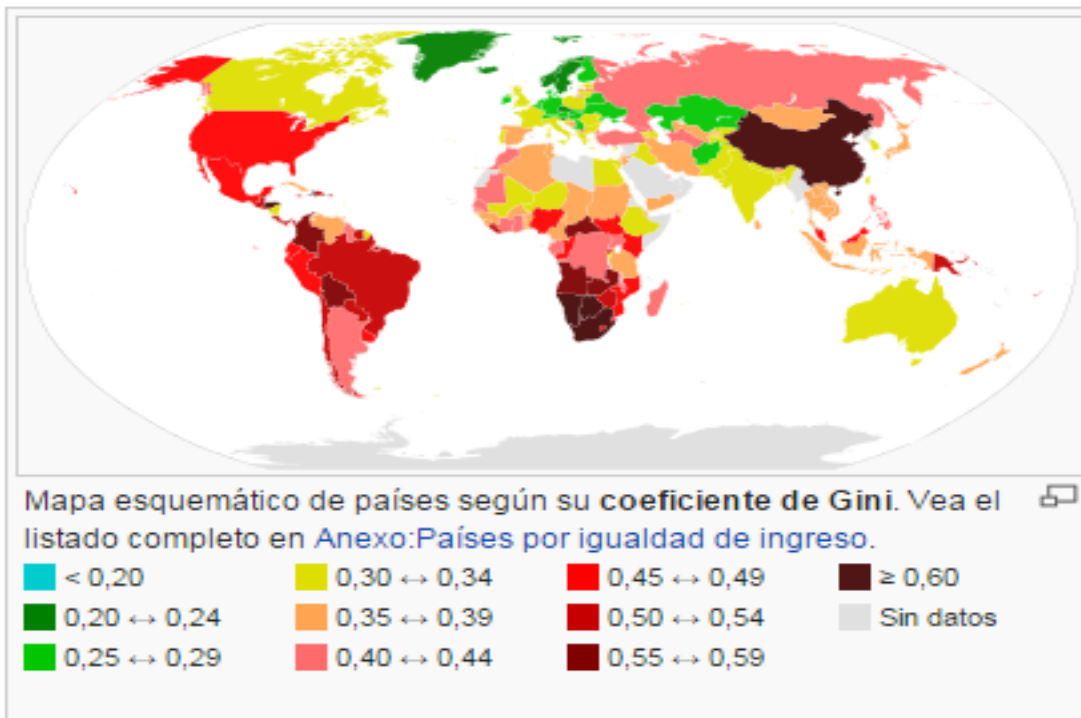 Mapa esquemático de países según su coeficiente de Gini. Vea el
listado completo en Anexo:Países por igualdad de ingreso.
< 0,20
0,20 ↔ 0,24
0,25 ↔ 0,29
0,30 ↔ 0,34
0,35 ↔ 0,39
0,40 ↔ 0,44
0,45 ↔ 0,49
0,50 ↔ 0,54
0,55 ↔ 0,59
≥ 0,60
Sin datos